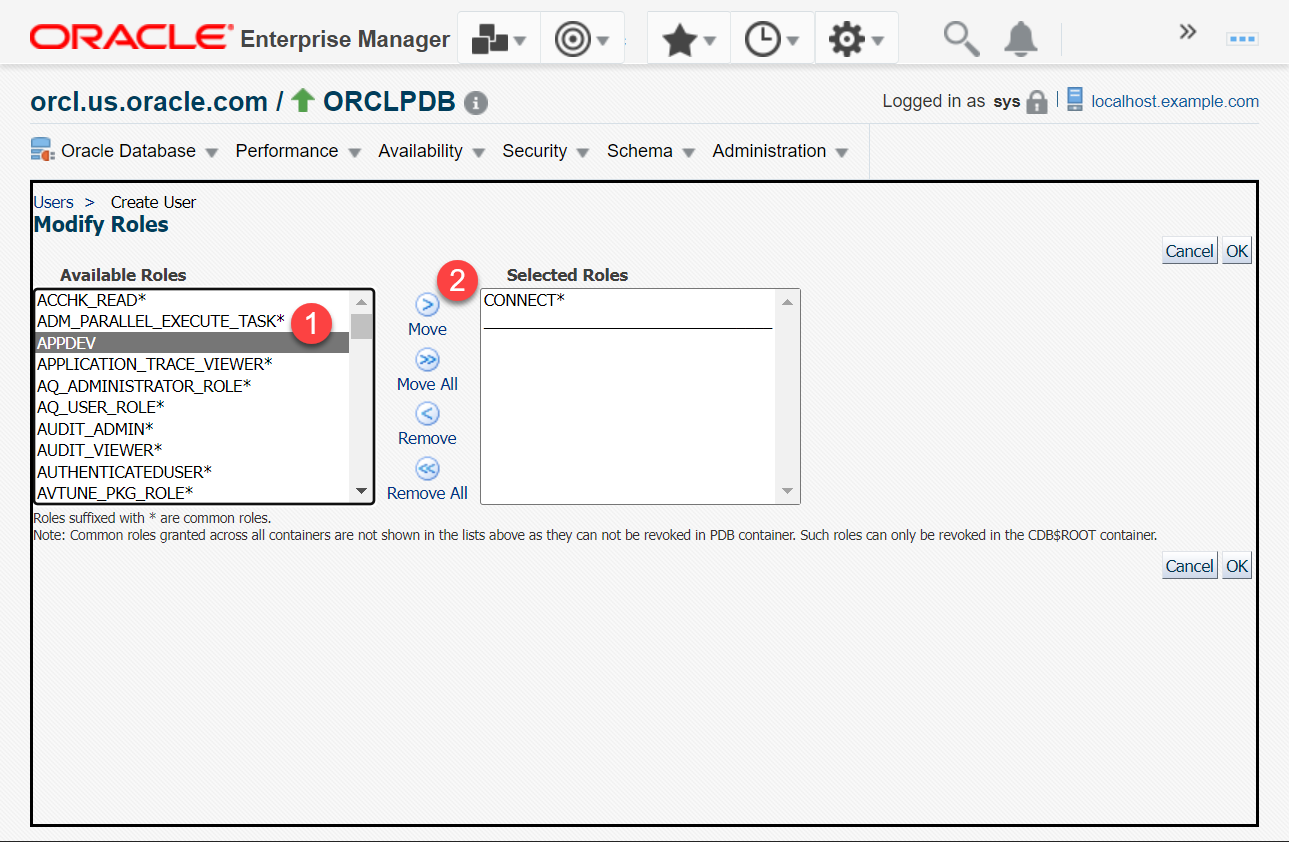 ORACLE Enterprise Manager
orcl.us.oracle.com / ORCLPDB
Logged in as sys localhost.example.com
Oracle Database Performance Availability Security Schema Administration
Users > Create User
Modify Roles
Cancel OK
Available Roles
ACCHK_READ*
ADM_PARALLEL_EXECUTE_TASK*
APPDEV
APPLICATION_TRACE_VIEWER*
AQ_ADMINISTRATOR_ROLE*
AQ_USER_ROLE*
AUDIT_ADMIN*
AUDIT_VIEWER*
AUTHENTICATEDUSER*
AVTUNE_PKG_ROLE*
1
2
Move
Move All
Remove
Remove All
Selected Roles
CONNECT*
Roles suffixed with * are common roles.
Note: Common roles granted across all containers are not shown in the lists above as they can not be revoked in PDB container. Such roles can only be revoked in the CDB$ROOT container.
Cancel OK